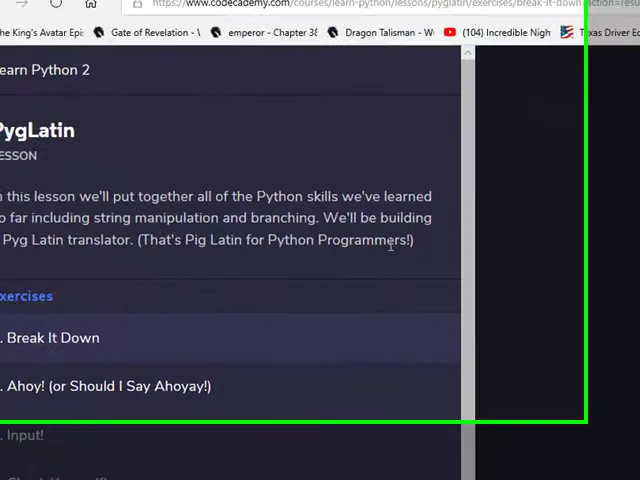 https://www.codecademy.com/courses/learn-python/lessons/pyglatin/exercises/break-it-down?action=resu
he King's Avatar Epis
Gate of Revelation - V
emperor - Chapter 38
Dragon Talisman - W
(104) Incredible Nigh
Texas Driver Ed
earn Python 2
PygLatin
ESSON
n this lesson we'll put together all of the Python skills we've learned
o far including string manipulation and branching. We'll be building
Pyg Latin translator. (That's Pig Latin for Python Programmers!)
xercises
. Break It Down
. Ahoy! (or Should I Say Ahoyay!)
. Input!